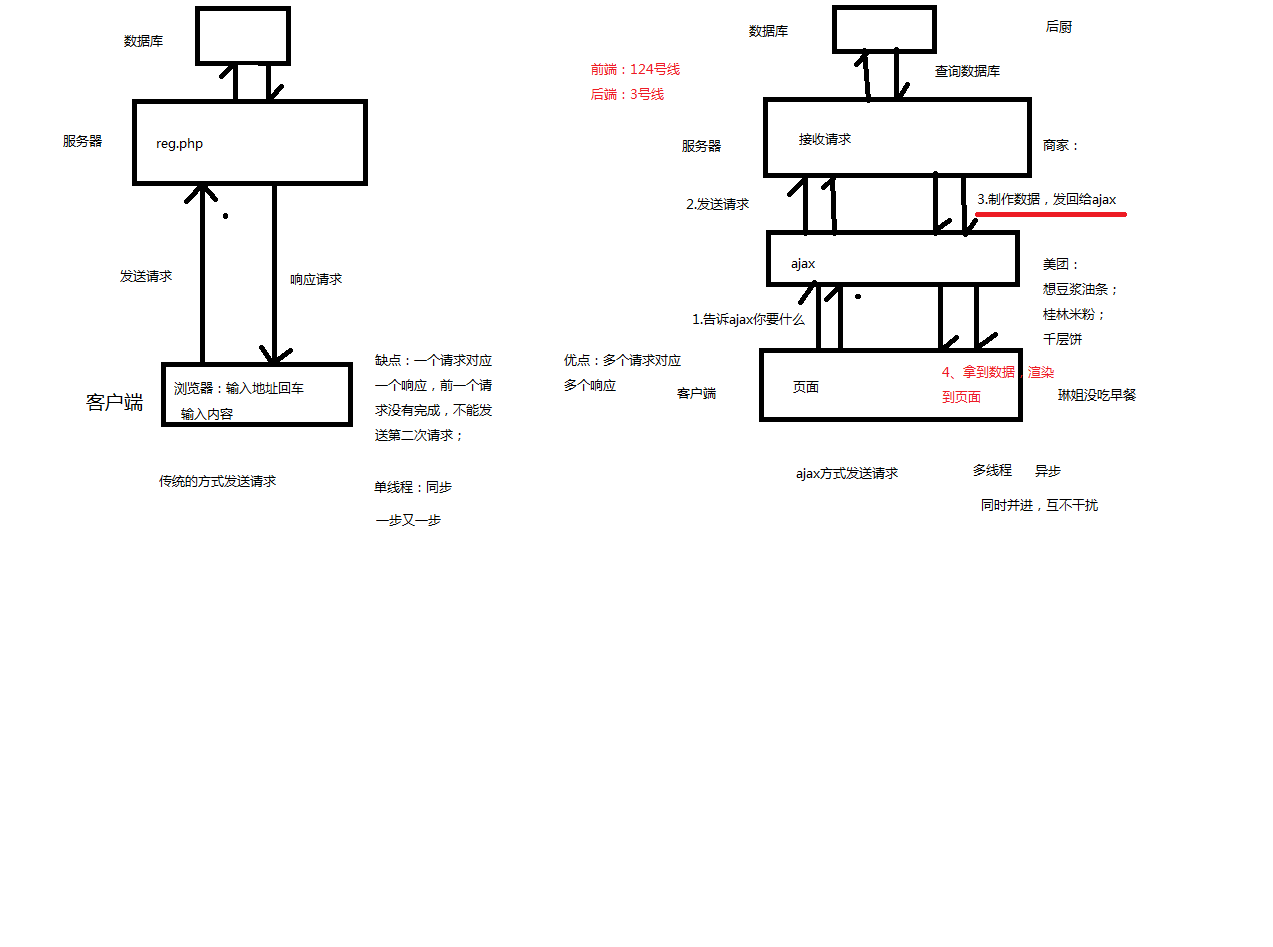 数据库
服务器
reg.php
发送请求
响应请求
客户端
浏览器：输入地址回车
输入内容
传统的方式发送请求
缺点：一个请求对应
一个响应，前一个请
求没有完成，不能发
送第二次请求；
单线程：同步
一步又一步
前端：124号线
后端：3号线
数据库
后厨
查询数据库
服务器
接收请求
商家：
2.发送请求
3.制作数据，发回给ajax
ajax
美团：
想豆浆油条；
桂林米粉；
千层饼
1.告诉ajax你要什么
优点：多个请求对应
多个响应
客户端
页面
4、拿到数据，渲染
到页面
琳姐没吃早餐
ajax方式发送请求
多线程 异步
同时并进，互不干扰